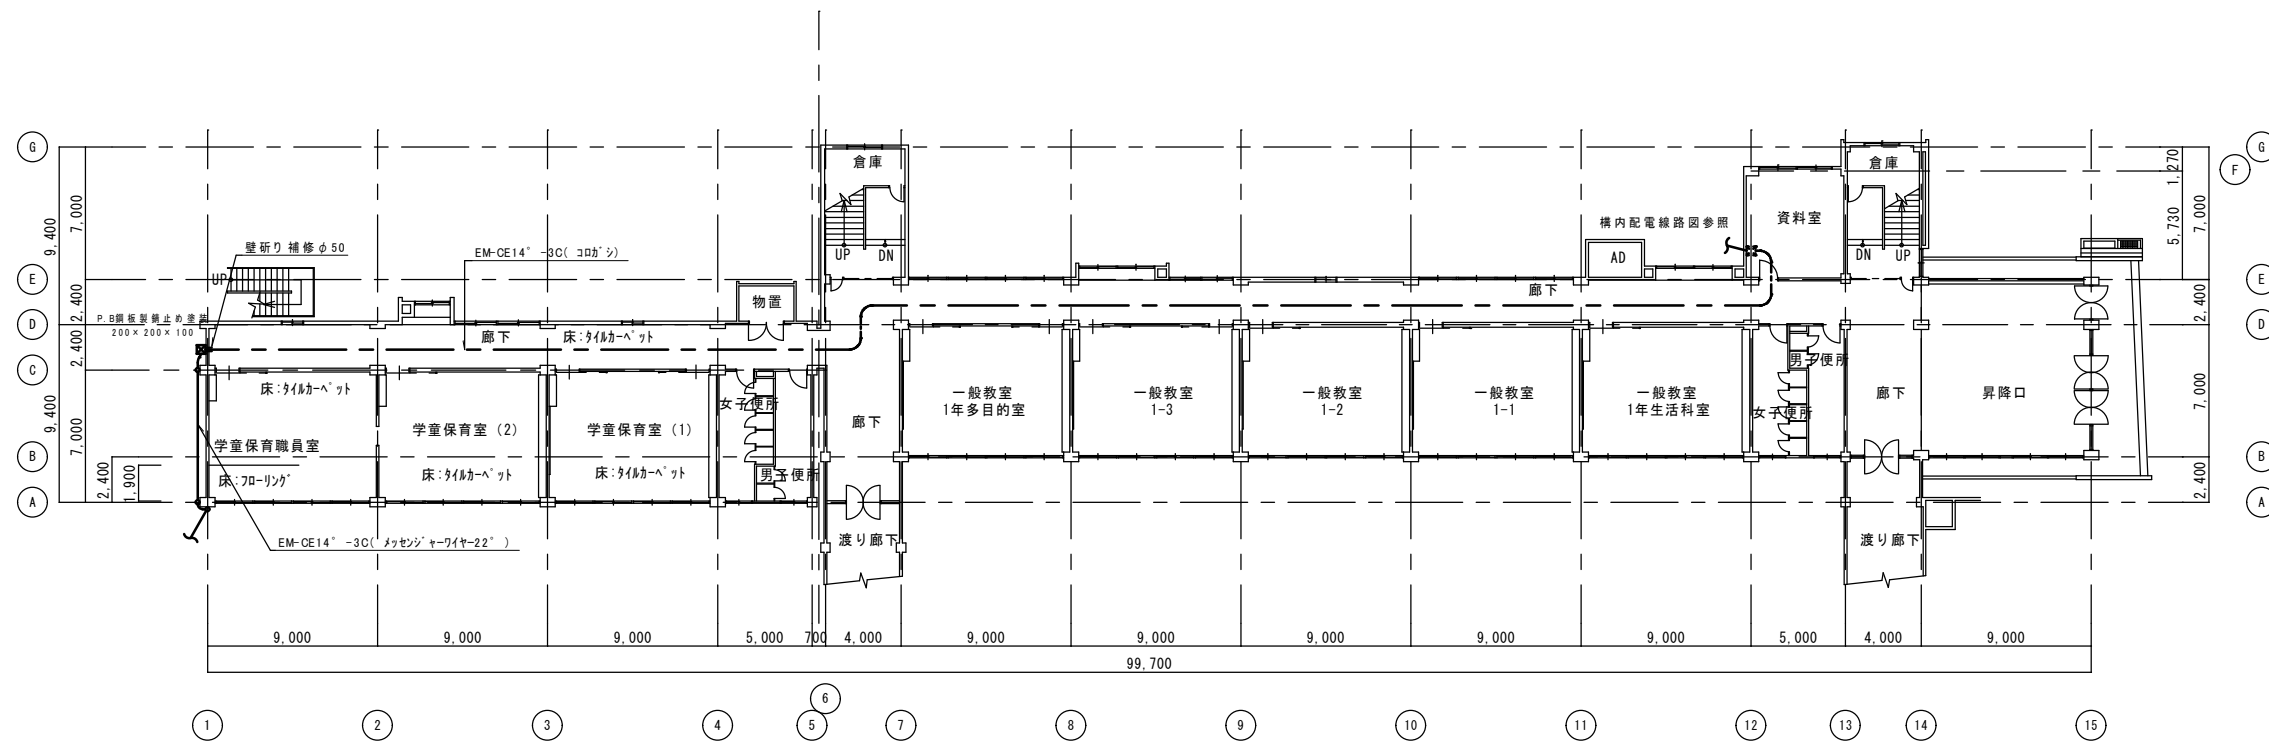 G
G
F
倉庫
倉庫
1,270
7,000
9,400
7,000
5,730
資料室
構内配電線路図参照
壁斫り補修φ50
EM-CE14° -3C( コロガシ)
UP
DN
AD
DN
UP
UP
E
E
物置
廊下
2,400
2,400
P.B鋼板製錆止め塗装
200×200×100
D
D
廊下
床：タイルカーペット
2,400
男子便所
C
床：タイルカーペット
女子便所
一般教室
1年多目的室
一般教室
1-3
一般教室
1-2
一般教室
1-1
一般教室
1年生活科室
女子便所
廊下
昇降口
7,000
9,400
7,000
廊下
学童保育職員室
学童保育室（2）
学童保育室（1）
B
B
床：フローリング
床：タイルカーペット
床：タイルカーペット
男子便所
2,400
1,900
2,400
A
A
EM-CE14° -3C( メッセンジャーワイヤー22° )
渡り廊下
渡り廊下
9,000
9,000
9,000
5,000
700
4,000
9,000
9,000
9,000
9,000
9,000
5,000
4,000
9,000
99,700
6
1
2
3
4
5
7
8
9
10
11
12
13
14
15